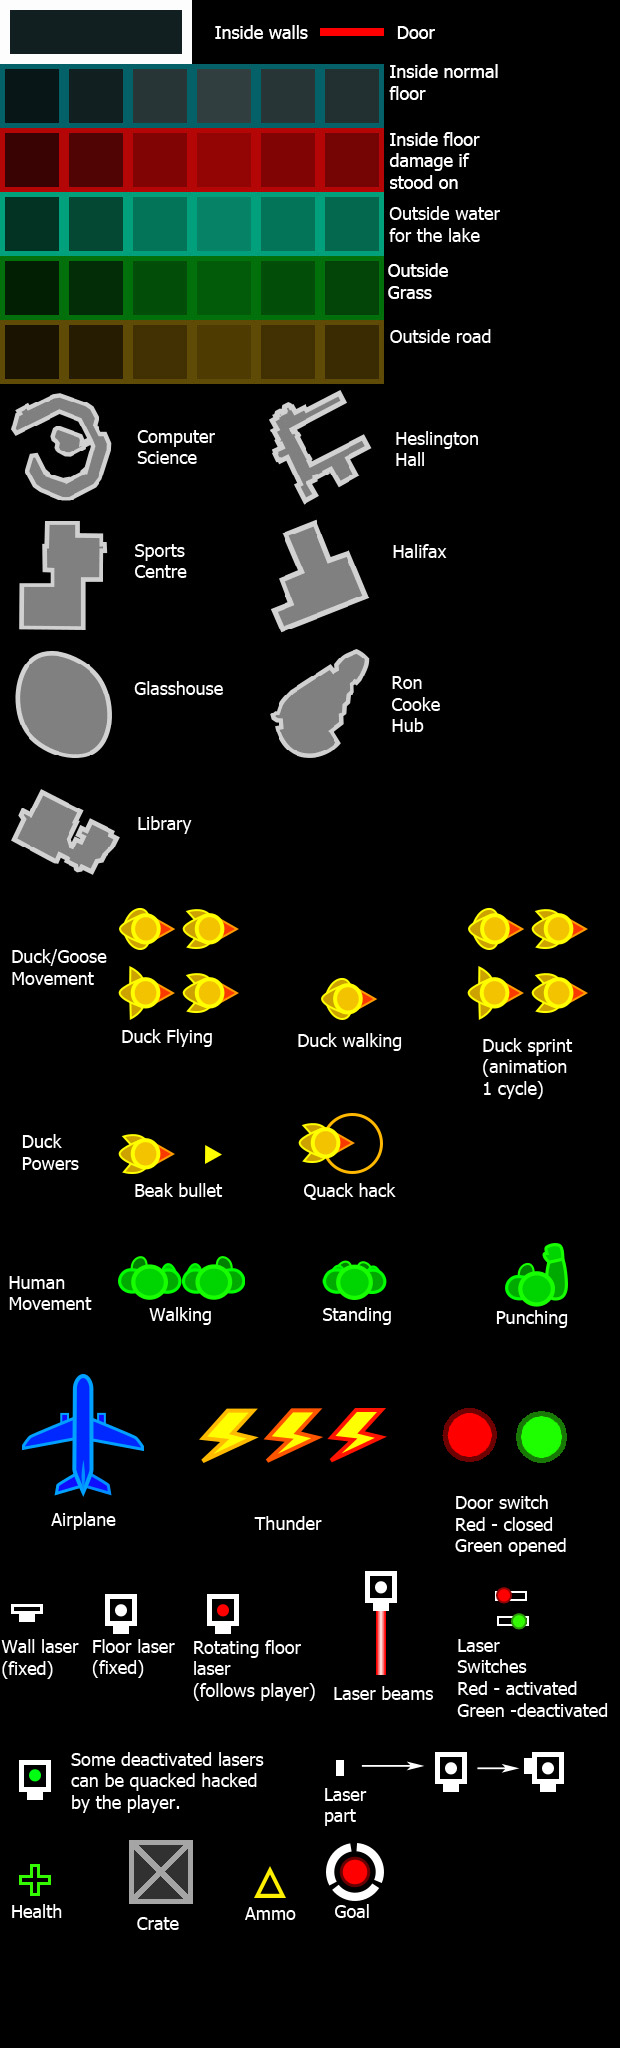 Inside walls
Door
Inside normal
floor
Inside floor
damage if
stood on
Outside water
for the lake
Outside
Grass
Outside road
Computer
Science
Heslington
Hall
Sports
Centre
Halifax
Glasshouse
Ron
Cooke
Hub
Library
Duck/Goose
Movement
Duck Flying
Duck walking
Duck sprint
(animation
1 cycle)
Duck
Powers
Beak bullet
Quack hack
Human
Movement
Walking
Standing
Punching
Airplane
Thunder
Door switch
Red - closed
Green opened
Wall laser
(fixed)
Floor laser
(fixed)
Rotating floor
laser
(follows player)
Laser beams
Laser
Switches
Red - activated
Green -deactivated
Some deactivated lasers
can be quacked hacked
by the player.
Laser
part
Health
Crate
Ammo
Goal